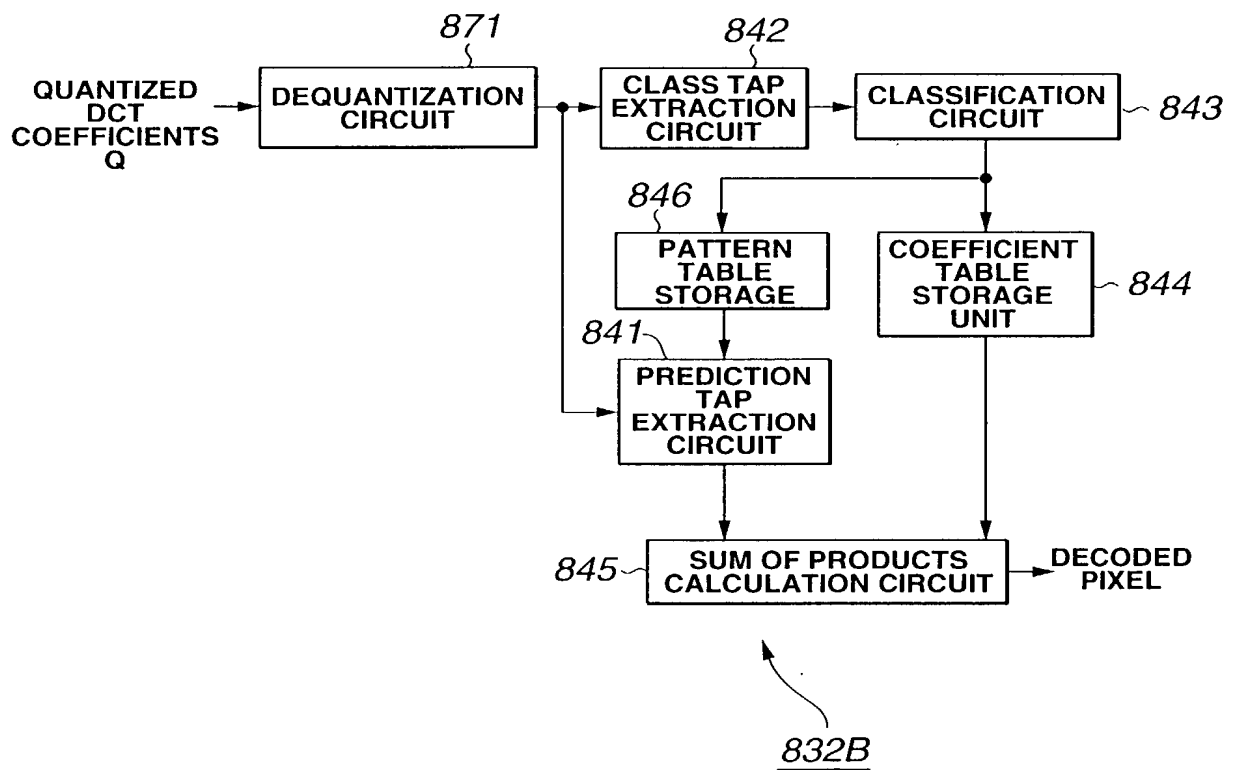 871
842
QUANTIZED
DCT
COEFFICIENTS
Q
DEQUANTIZATION
CIRCUIT
CLASS TAP
EXTRACTION
CIRCUIT
CLASSIFICATION
CIRCUIT
843
846
PATTERN
TABLE
STORAGE
COEFFICIENT
TABLE
STORAGE
UNIT
844
841
PREDICTION
TAP
EXTRACTION
CIRCUIT
845
SUM OF PRODUCTS
CALCULATION CIRCUIT
DECODED
PIXEL
832B